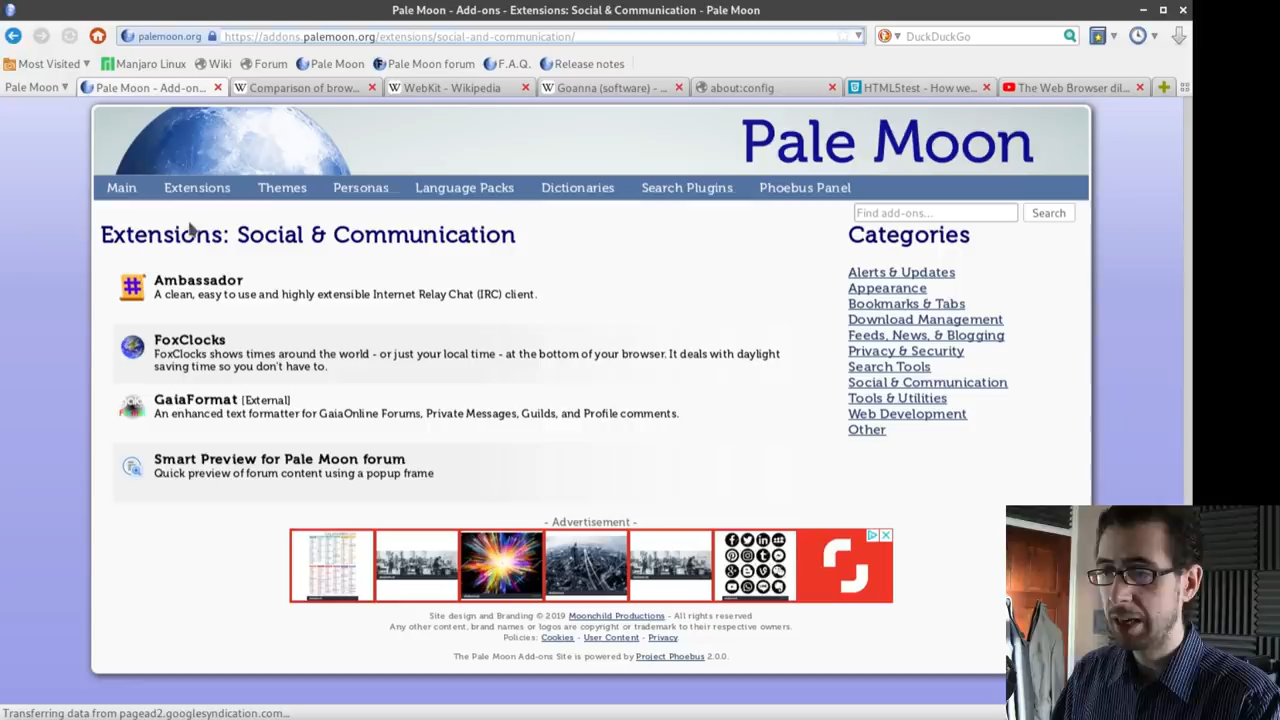 Pale Moon - Add-ons - Extensions: Social & Communication - Pale Moon
palemoon.org
https://addons.palemoon.org/extensions/social-and-communication/
DuckDuckGo
Most Visited
Manjaro Linux
Wiki
Forum
Pale Moon
Pale Moon forum
F.A.Q.
Release notes
Pale Moon
Pale Moon - Add-on...
Comparison of brow...
WebKit - Wikipedia
Goanna (software) - ...
about:config
HTML5test - How we...
The Web Browser dil...
Pale Moon
Main
Extensions
Themes
Personas
Language Packs
Dictionaries
Search Plugins
Phoebus Panel
Find add-ons...
Search
Extensions: Social & Communication
Ambassador
A clean, easy to use and highly extensible Internet Relay Chat (IRC) client.
FoxClocks
FoxClocks shows times around the world - or just your local time - at the bottom of your browser. It deals with daylight
saving time so you don't have to.
GaiaFormat [External]
An enhanced text formatter for GaiaOnline Forums, Private Messages, Guilds, and Profile comments.
Smart Preview for Pale Moon forum
Quick preview of forum content using a popup frame
Categories
Alerts & Updates
Appearance
Bookmarks & Tabs
Download Management
Feeds, News, & Blogging
Privacy & Security
Search Tools
Social & Communication
Tools & Utilities
Web Development
Other
- Advertisement -
Site design and Branding © 2019 Moonchild Productions - All rights reserved
Any other content, brand names or logos are copyright or trademark to their respective owners.
Policies: Cookies - User Content - Privacy
The Pale Moon Add-ons Site is powered by Project Phoebus 2.0.0.
Transferring data from pagead2.googlesyndication.com...